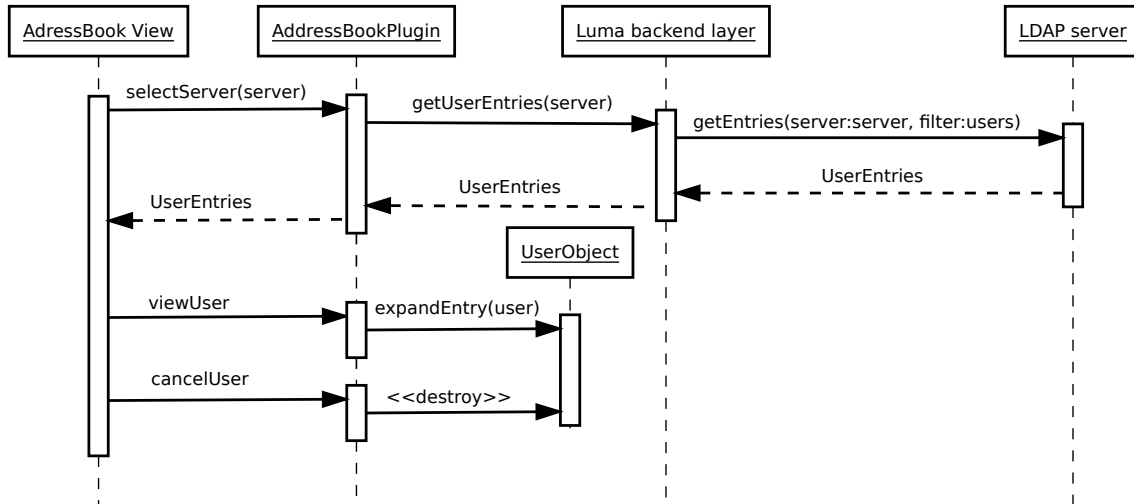 AdressBook View
AddressBookPlugin
Luma backend layer
LDAP server
selectServer(server)
getUserEntries(server)
getEntries(server:server, filter:users)
UserEntries
UserEntries
UserEntries
UserObject
viewUser
expandEntry(user)
cancelUser
<<destroy>>